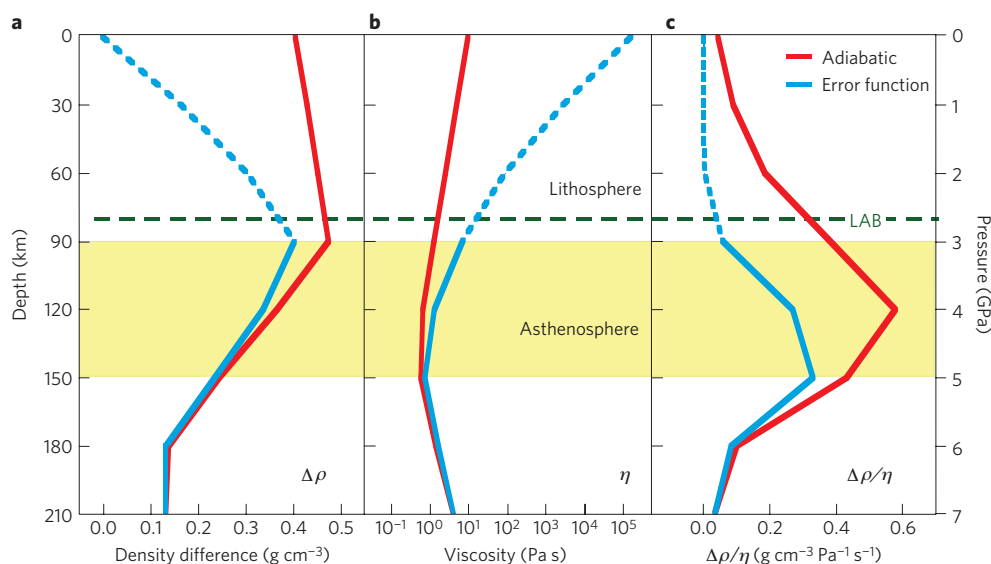 a
b
c
0
30
60
90
120
150
180
210
Depth (km)
Δρ
0.0 0.1 0.2 0.3 0.4 0.5
Density difference (g cm⁻³)
Lithosphere
Asthenosphere
η
10⁻¹ 10⁰ 10¹ 10² 10³ 10⁴ 10⁵
Viscosity (Pa s)
Adiabatic
Error function
LAB
Δρ/η
0.0 0.2 0.4 0.6
Δρ/η (g cm⁻³ Pa⁻¹ s⁻¹)
0
1
2
3
4
5
6
7
Pressure (GPa)